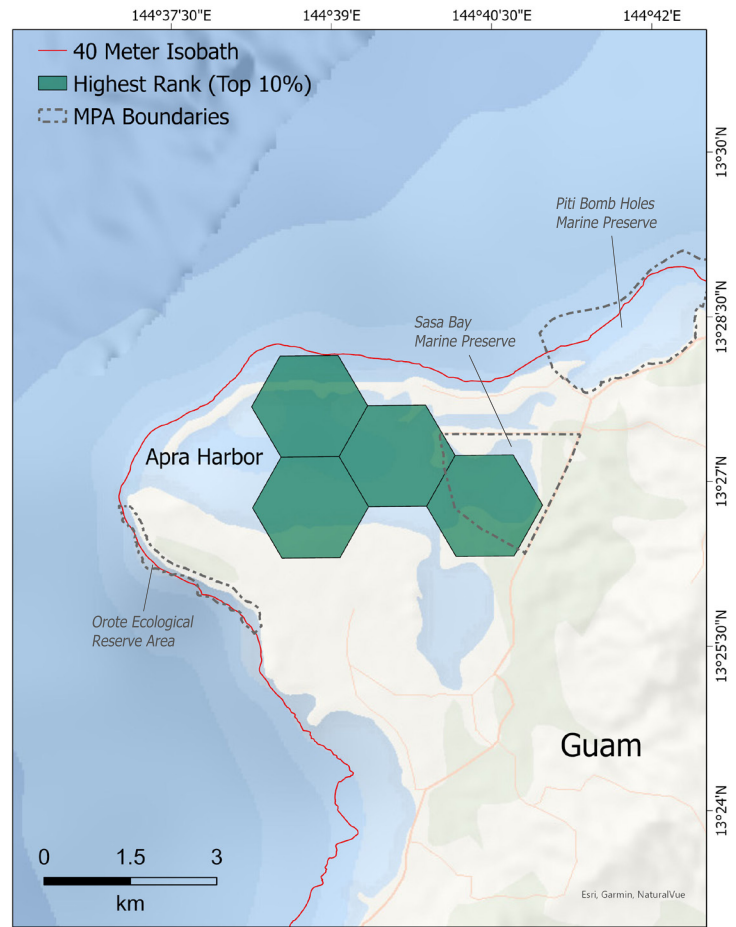 144°37'30"E
144°39'E
144°40'30"E
144°42'E
40 Meter Isobath
Highest Rank (Top 10%)
MPA Boundaries
13°30'N
Piti Bomb Holes
Marine Preserve
13°28'30"N
Sasa Bay
Marine Preserve
Apra Harbor
13°27'N
Orote Ecological
Reserve Area
13°25'30"N
Guam
13°24'N
0
1.5
3
km
Esri, Garmin, NaturalVue